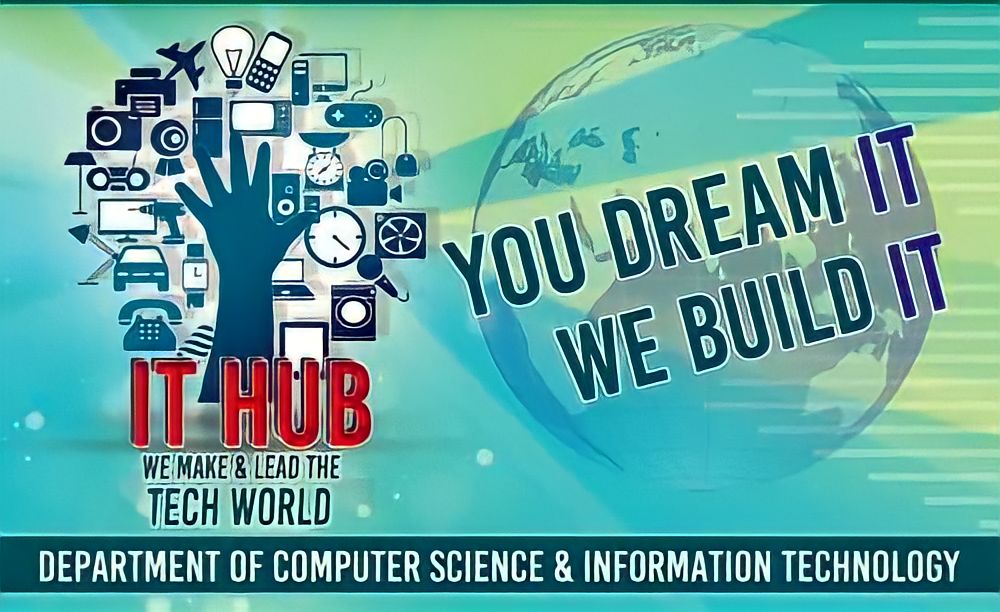 YOU DREAM IT
WE BUILD IT
IT HUB
WE MAKE & LEAD THE
TECH WORLD
DEPARTMENT OF COMPUTER SCIENCE & INFORMATION TECHNOLOGY